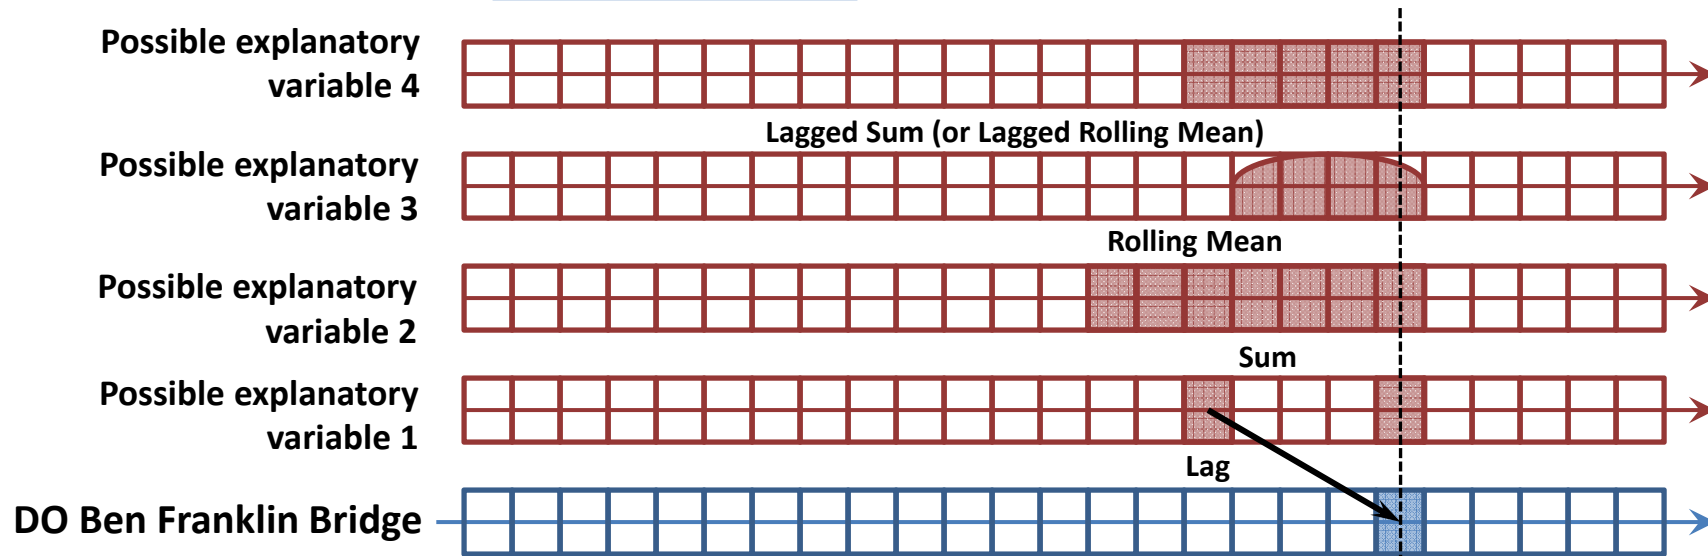 Possible explanatory
variable 4
Lagged Sum (or Lagged Rolling Mean)
Possible explanatory
variable 3
Rolling Mean
Possible explanatory
variable 2
Sum
Possible explanatory
variable 1
Lag
DO Ben Franklin Bridge